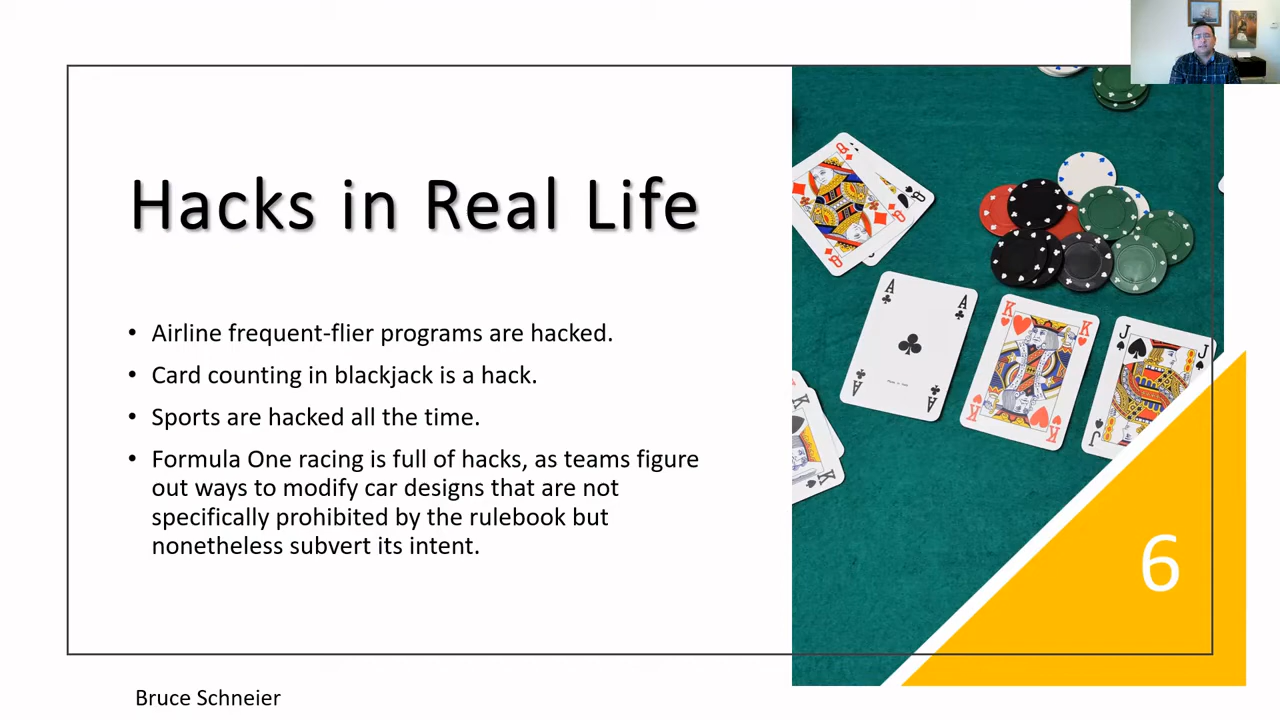 Hacks in Real Life
• Airline frequent-flier programs are hacked.
• Card counting in blackjack is a hack.
• Sports are hacked all the time.
• Formula One racing is full of hacks, as teams figure
out ways to modify car designs that are not
specifically prohibited by the rulebook but
nonetheless subvert its intent.
Q
Q
8
8
A
A
A
A
K
K
K
K
J
J
J
K
K
6
Bruce Schneier